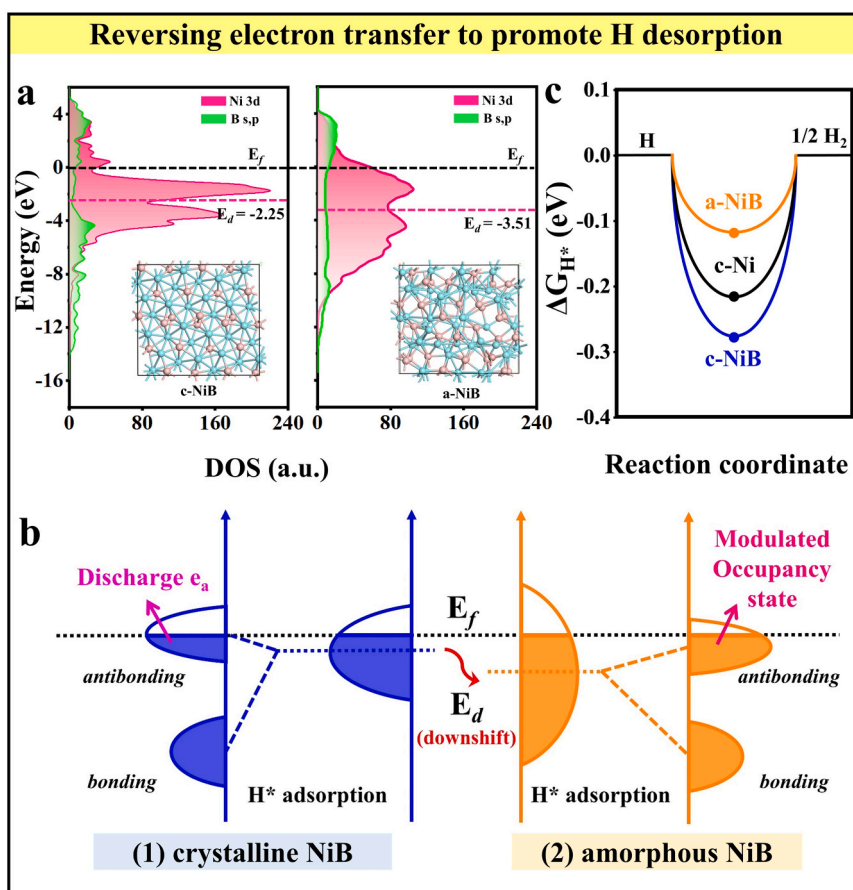 Reversing electron transfer to promote H desorption
a
Energy (eV)
4
0
-4
-8
-12
-16
Ni 3d
B s,p
E_f
E_d = -2.25
c-NiB
0 80 160 240
Ni 3d
B s,p
E_f
E_d = -3.51
a-NiB
0 80 160 240
DOS (a.u.)
c
ΔG_H* (eV)
0.1
0.0
-0.1
-0.2
-0.3
-0.4
H
1/2 H₂
a-NiB
c-Ni
c-NiB
Reaction coordinate
b
Discharge eₐ
antibonding
bonding
H* adsorption
(1) crystalline NiB
E_f
E_d
(downshift)
Modulated
Occupancy
state
antibonding
bonding
H* adsorption
(2) amorphous NiB